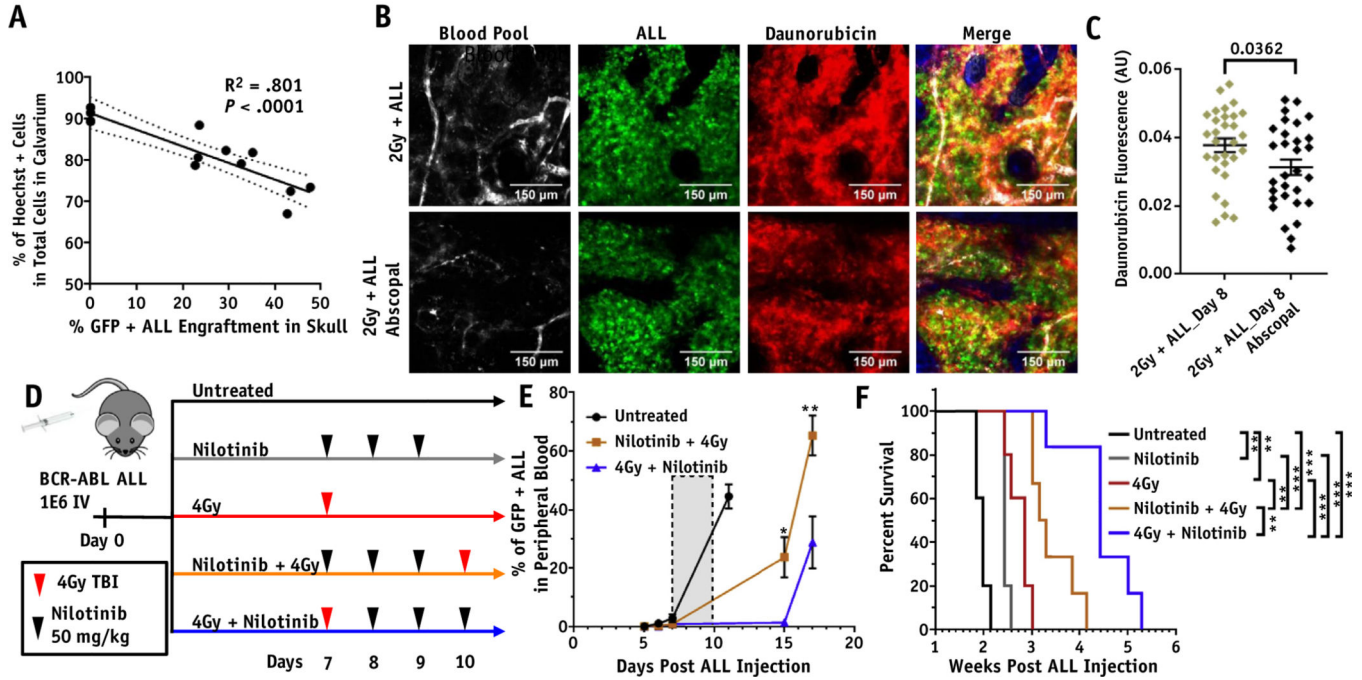 A
R² = .801
P < .0001
% of Hoechst + Cells
in Total Cells in Calvarium
100
90
80
70
60
50
0 10 20 30 40 50
% GFP + ALL Engraftment in Skull
B
Blood Pool ALL Daunorubicin Merge
2Gy + ALL
150 µm 150 µm 150 µm 150 µm
2Gy + ALL
Abscopal
150 µm 150 µm 150 µm 150 µm
C
0.0362
Daunorubicin Fluorescence (AU)
0.06
0.04
0.02
0.00
2Gy + ALL_Day 8
2Gy + ALL_Day 8
Abscopal
D
BCR-ABL ALL
1E6 IV
Day 0
4Gy TBI
Nilotinib
50 mg/kg
Untreated
Nilotinib
4Gy
Nilotinib + 4Gy
4Gy + Nilotinib
Days 7 8 9 10
E
% of GFP + ALL
in Peripheral Blood
80
60
40
20
0
Untreated
Nilotinib + 4Gy
4Gy + Nilotinib
*
**
0 5 10 15 20
Days Post ALL Injection
F
Percent Survival
100
80
60
40
20
0
1 2 3 4 5 6
Weeks Post ALL Injection
Untreated
Nilotinib
4Gy
Nilotinib + 4Gy
4Gy + Nilotinib
** ** *** ***
** *** ***
** *** ***